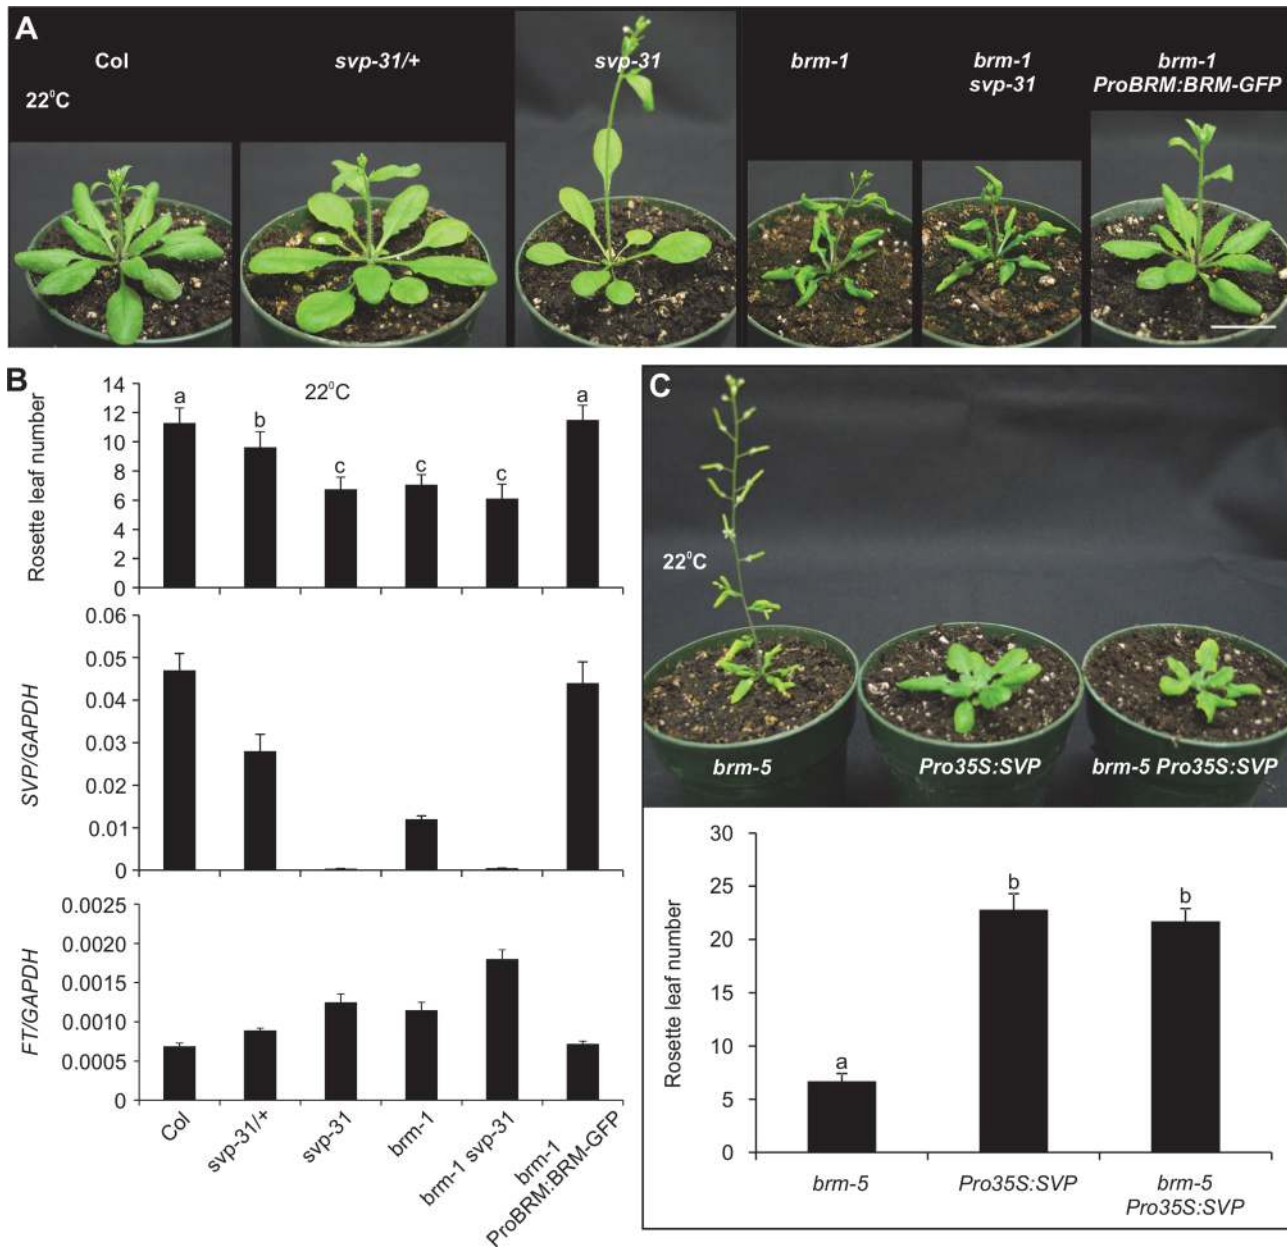 A
Col
svp-31/+
svp-31
brm-1
brm-1
svp-31
brm-1
ProBRM:BRM-GFP
22⁰C
B
22⁰C
Rosette leaf number
14
12
10
8
6
4
2
0
a
b
c
c
c
a
SVP/GAPDH
0.06
0.05
0.04
0.03
0.02
0.01
0
FT/GAPDH
0.0025
0.0020
0.0015
0.0010
0.0005
0
Col
svp-31/+
svp-31
brm-1
brm-1 svp-31
brm-1
ProBRM:BRM-GFP
C
22⁰C
brm-5
Pro35S:SVP
brm-5 Pro35S:SVP
Rosette leaf number
30
25
20
15
10
5
0
a
b
b
brm-5
Pro35S:SVP
brm-5
Pro35S:SVP